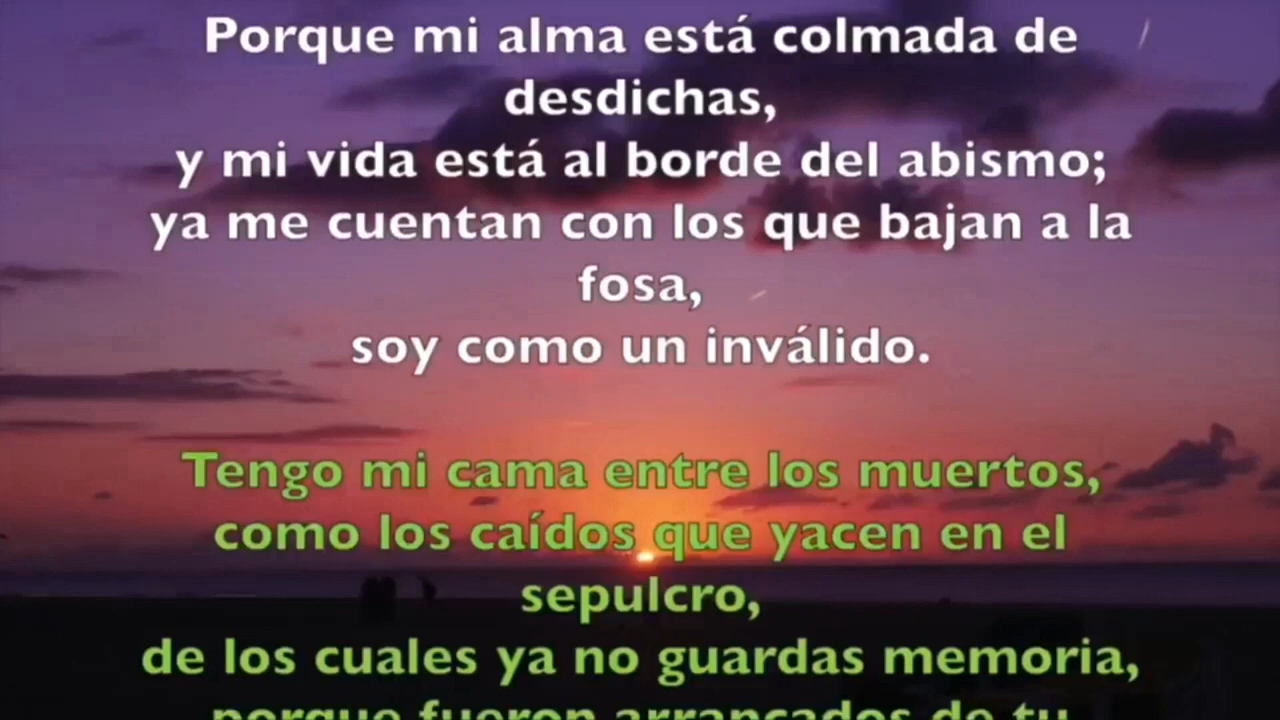 Porque mi alma está colmada de
desdichas,
y mi vida está al borde del abismo;
ya me cuentan con los que bajan a la
fosa,
soy como un inválido.
Tengo mi cama entre los muertos,
como los caídos que yacen en el
sepulcro,
de los cuales ya no guardas memoria,
porque fueron arrancados de tu